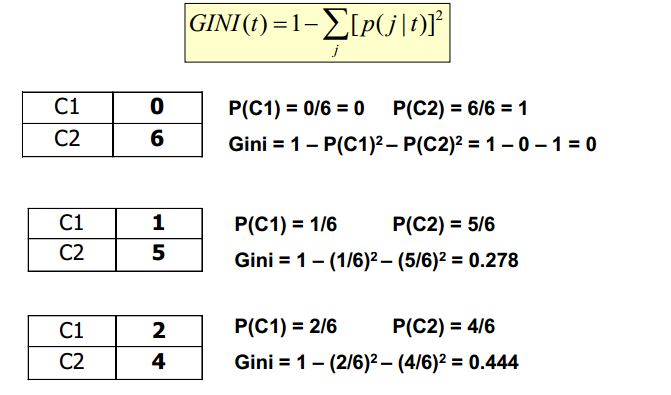 GINI(t) = 1 − ∑[p(j | t)]²
j
C1 0 P(C1) = 0/6 = 0 P(C2) = 6/6 = 1
C2 6 Gini = 1 – P(C1)² – P(C2)² = 1 – 0 – 1 = 0
C1 1 P(C1) = 1/6 P(C2) = 5/6
C2 5 Gini = 1 – (1/6)² – (5/6)² = 0.278
C1 2 P(C1) = 2/6 P(C2) = 4/6
C2 4 Gini = 1 – (2/6)² – (4/6)² = 0.444